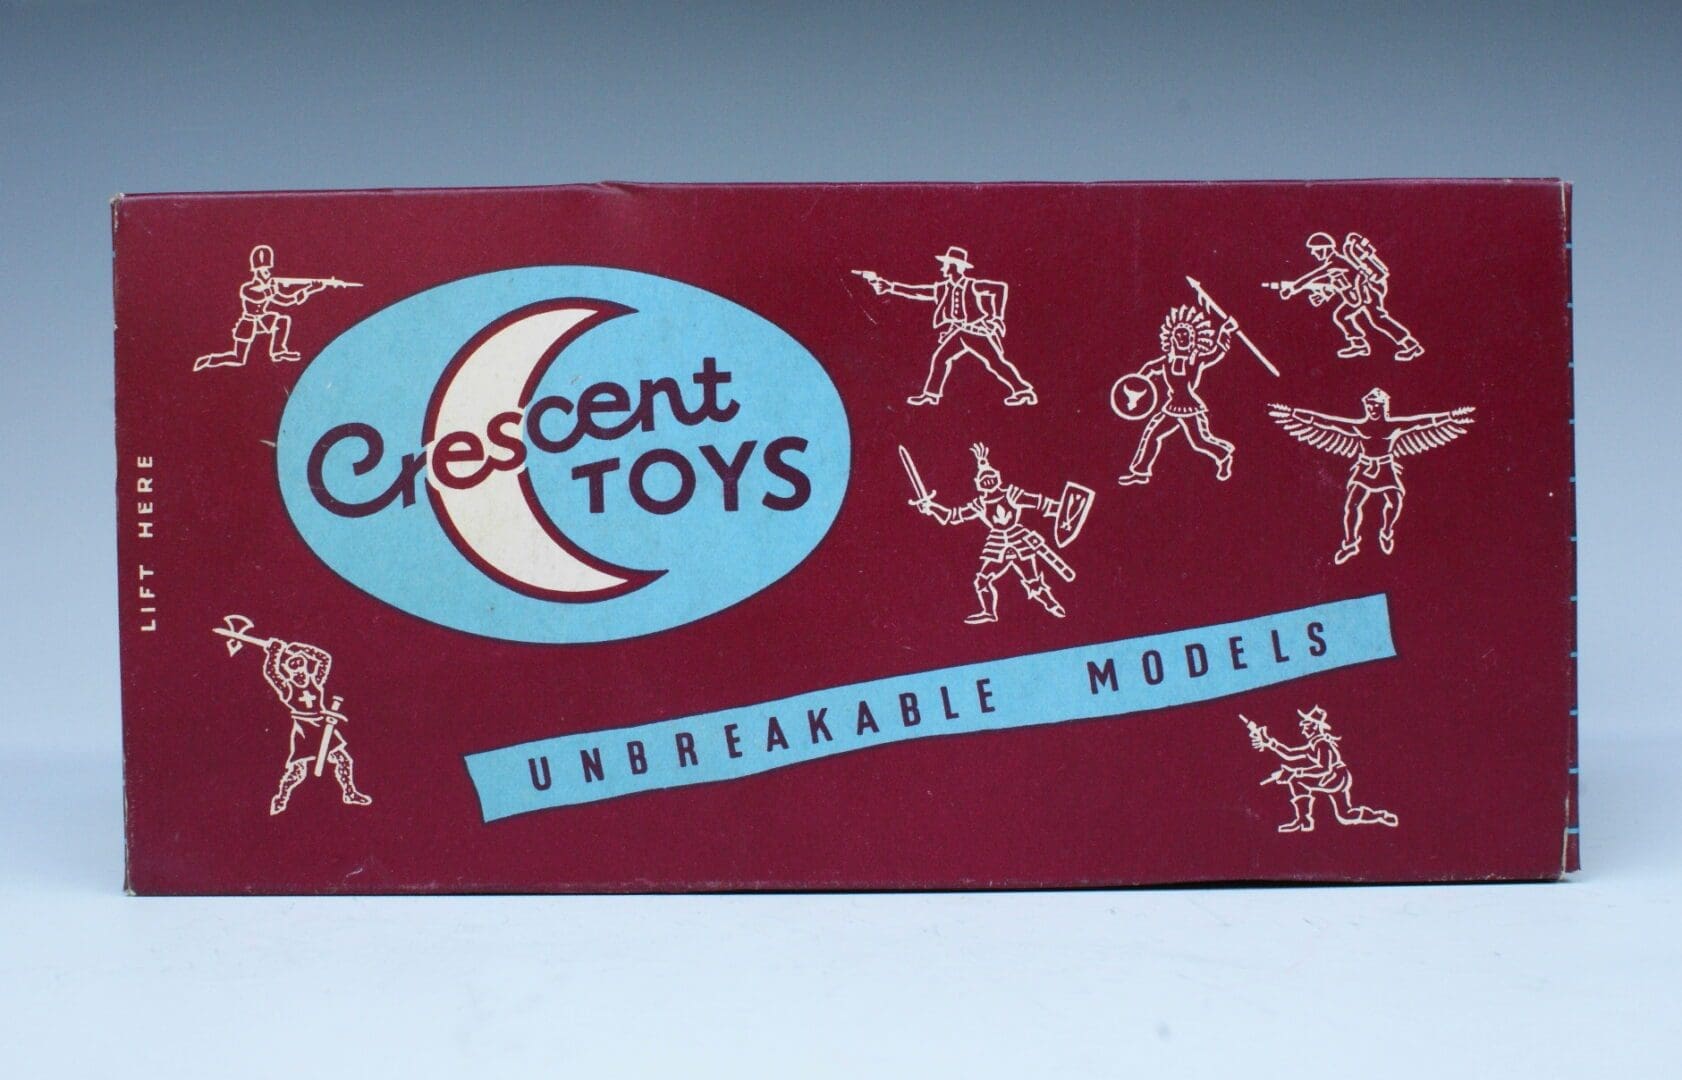 LIFT HERE
Crescent
TOYS
UNBREAKABLE MODELS